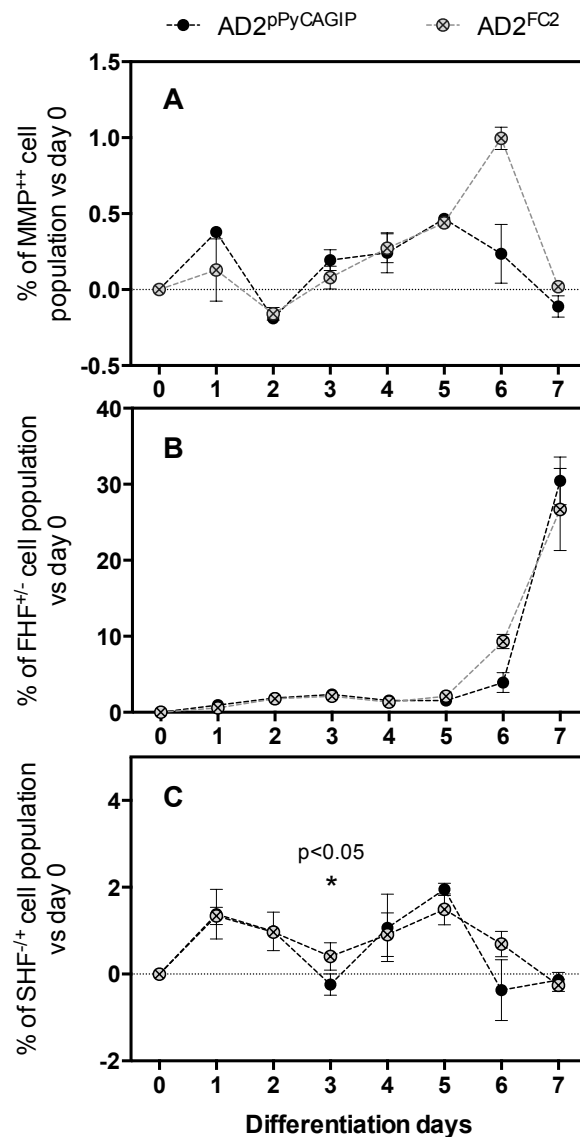 AD2pPyCAGIP AD2FC2
A
% of MMP++ cell
population vs day 0
1.5
1.0
0.5
0.0
-0.5
0 1 2 3 4 5 6 7
B
% of FHF+/- cell population
vs day 0
40
30
20
10
0
0 1 2 3 4 5 6 7
C
% of SHF-/+ cell population
vs day 0
4
2
0
-2
p<0.05
*
0 1 2 3 4 5 6 7
Differentiation days